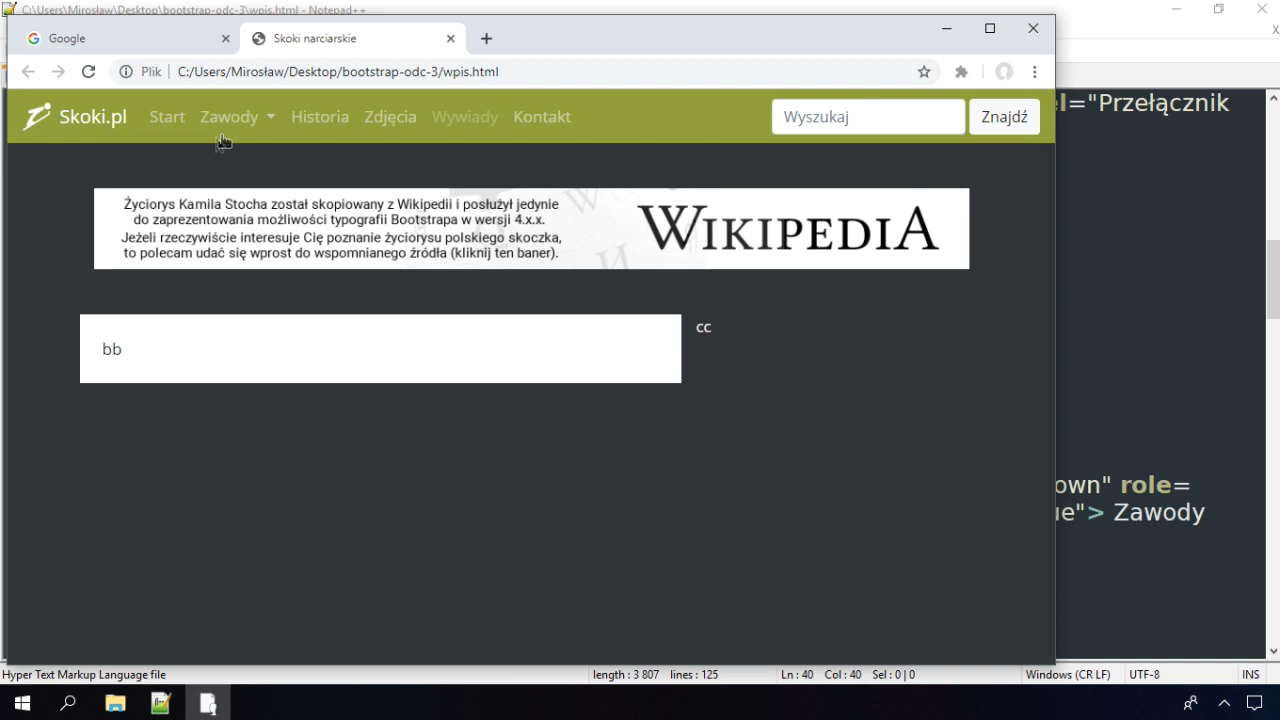 C:\Users\Mirosław\Desktop\bootstrap-odc-3\wpis.html - Notepad++
Google
Skoki narciarskie
Plik
C:/Users/Mirosław/Desktop/bootstrap-odc-3/wpis.html
Skoki.pl
Start
Zawody
Historia
Zdjęcia
Wywiady
Kontakt
Wyszukaj
Znajdź
el="Przełącznik
Życiorys Kamila Stocha został skopiowany z Wikipedii i posłużył jedynie
do zaprezentowania możliwości typografii Bootstrapa w wersji 4.x.x.
Jeżeli rzeczywiście interesuje Cię poznanie życiorysu polskiego skoczka,
to polecam udać się wprost do wspomnianego źródła (kliknij ten baner).
WIKIPEDIA
bb
cc
own" role=
ue"> Zawody
Hyper Text Markup Language file
length : 3 807 lines : 125
Ln : 40 Col : 40 Sel : 0 | 0
Windows (CR LF)
UTF-8
INS